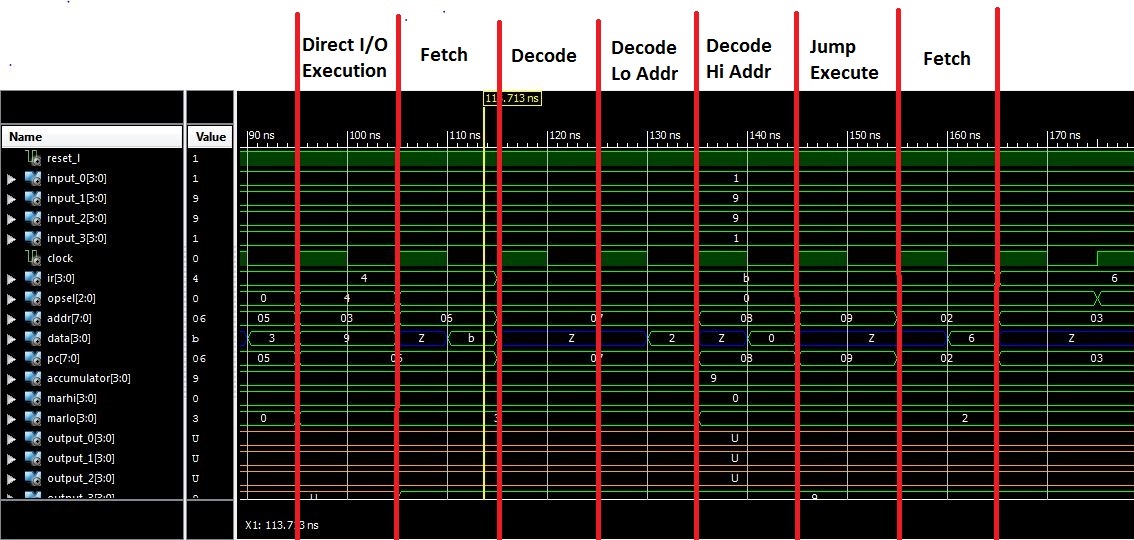 Direct I/O
Execution
Fetch
Decode
Decode
Lo Addr
Decode
Hi Addr
Jump
Execute
Fetch
113.713 ns
Name Value
90 ns 100 ns 110 ns 120 ns 130 ns 140 ns 150 ns 160 ns 170 ns
reset_l 1
input_0[3:0] 1 1
input_1[3:0] 9 9
input_2[3:0] 9 9
input_3[3:0] 1 1
clock 0
ir[3:0] 4 4 b 6
opsel[2:0] 0 0 4 0
addr[7:0] 06 05 03 06 07 08 09 02 03
data[3:0] b 3 9 Z b Z 2 Z 0 Z 6 Z
pc[7:0] 06 05 06 07 08 09 02 03
accumulator[3:0] 9 9
marhi[3:0] 0 0
marlo[3:0] 3 0 3 2
output_0[3:0] U U
output_1[3:0] U U
output_2[3:0] U U
output_3[3:0] 9 U 9
X1: 113.713 ns